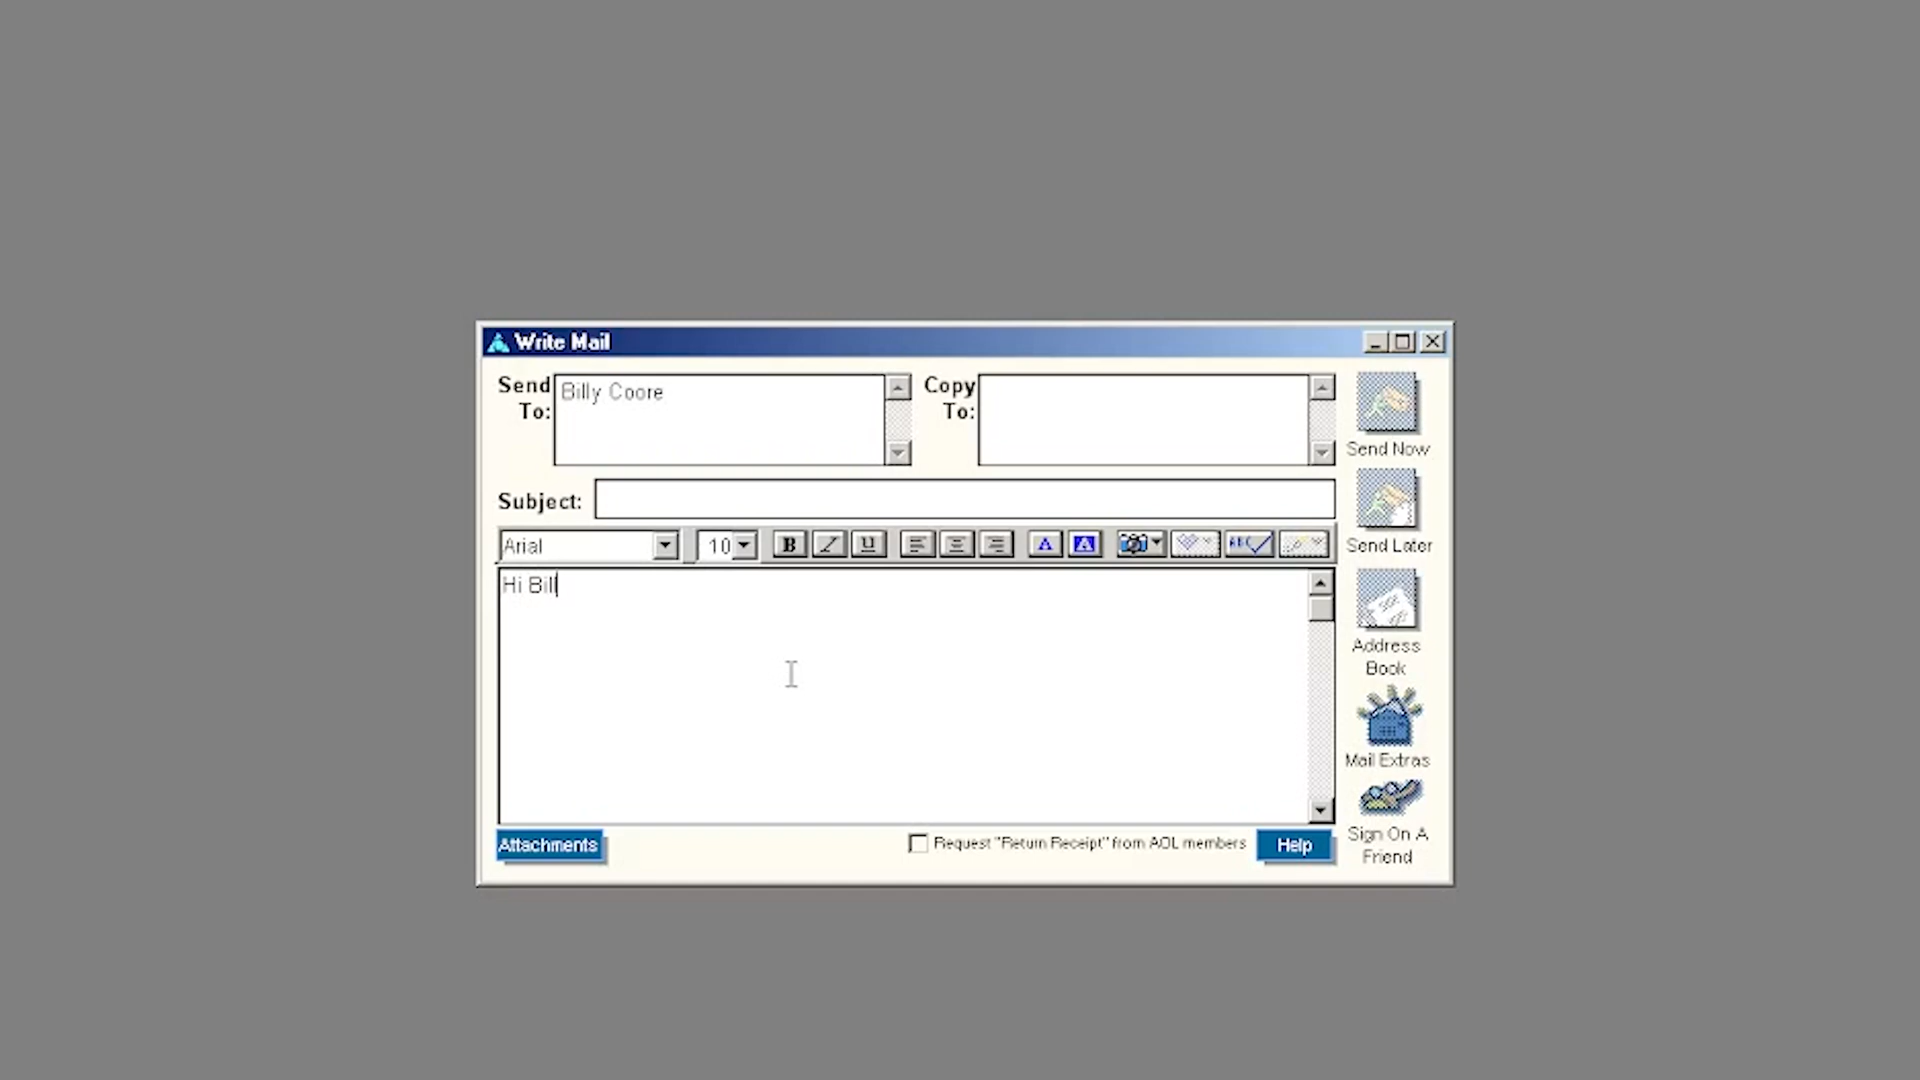 Write Mail
Send To:
Billy Coore
Copy To:
Send Now
Subject:
Send Later
Arial
10
B
U
A
A
ABC
Hi Bill
Address Book
Mail Extras
Sign On A Friend
Attachments
Request "Return Receipt" from AOL members
Help